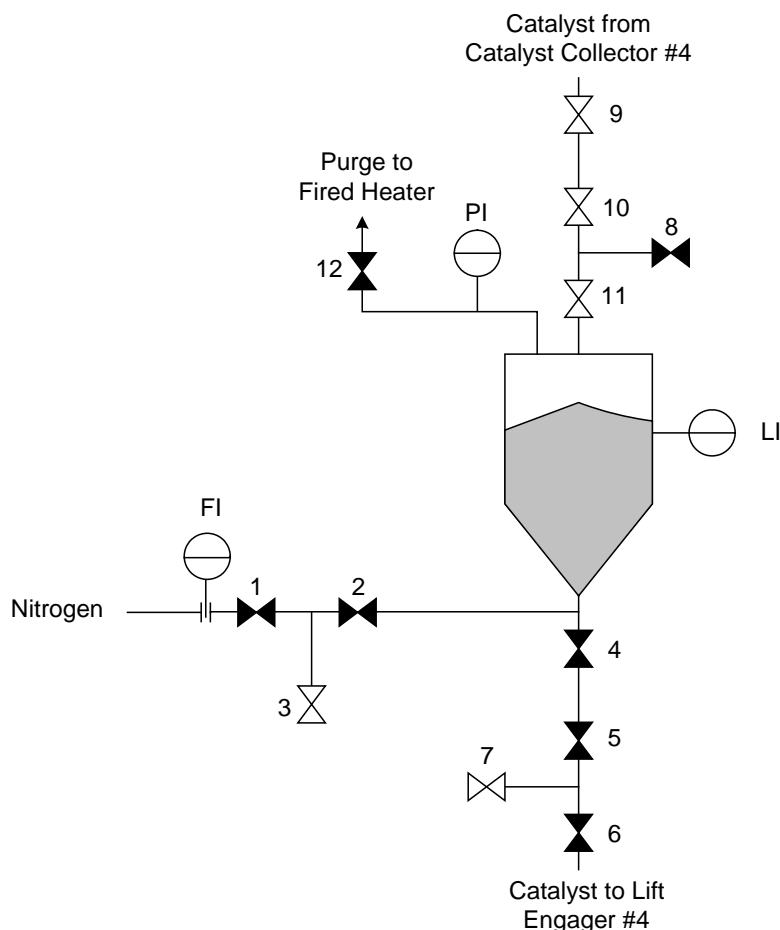 Catalyst from
Catalyst Collector #4
9
Purge to
Fired Heater
PI
10
8
12
11
LI
FI
1
2
Nitrogen
4
3
5
7
6
Catalyst to Lift
Engager #4